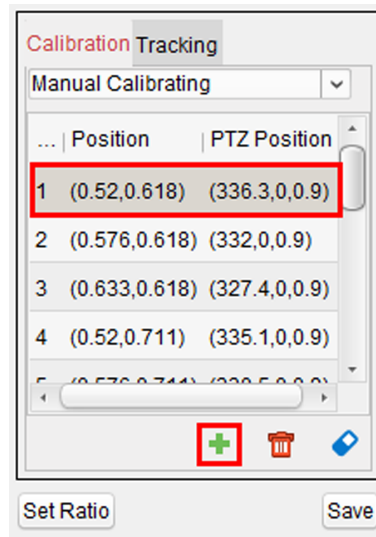 Calibration Tracking
Manual Calibrating
... Position PTZ Position
1 (0.52,0.618) (336.3,0,0.9)
2 (0.576,0.618) (332,0,0.9)
3 (0.633,0.618) (327.4,0,0.9)
4 (0.52,0.711) (335.1,0,0.9)
Set Ratio Save